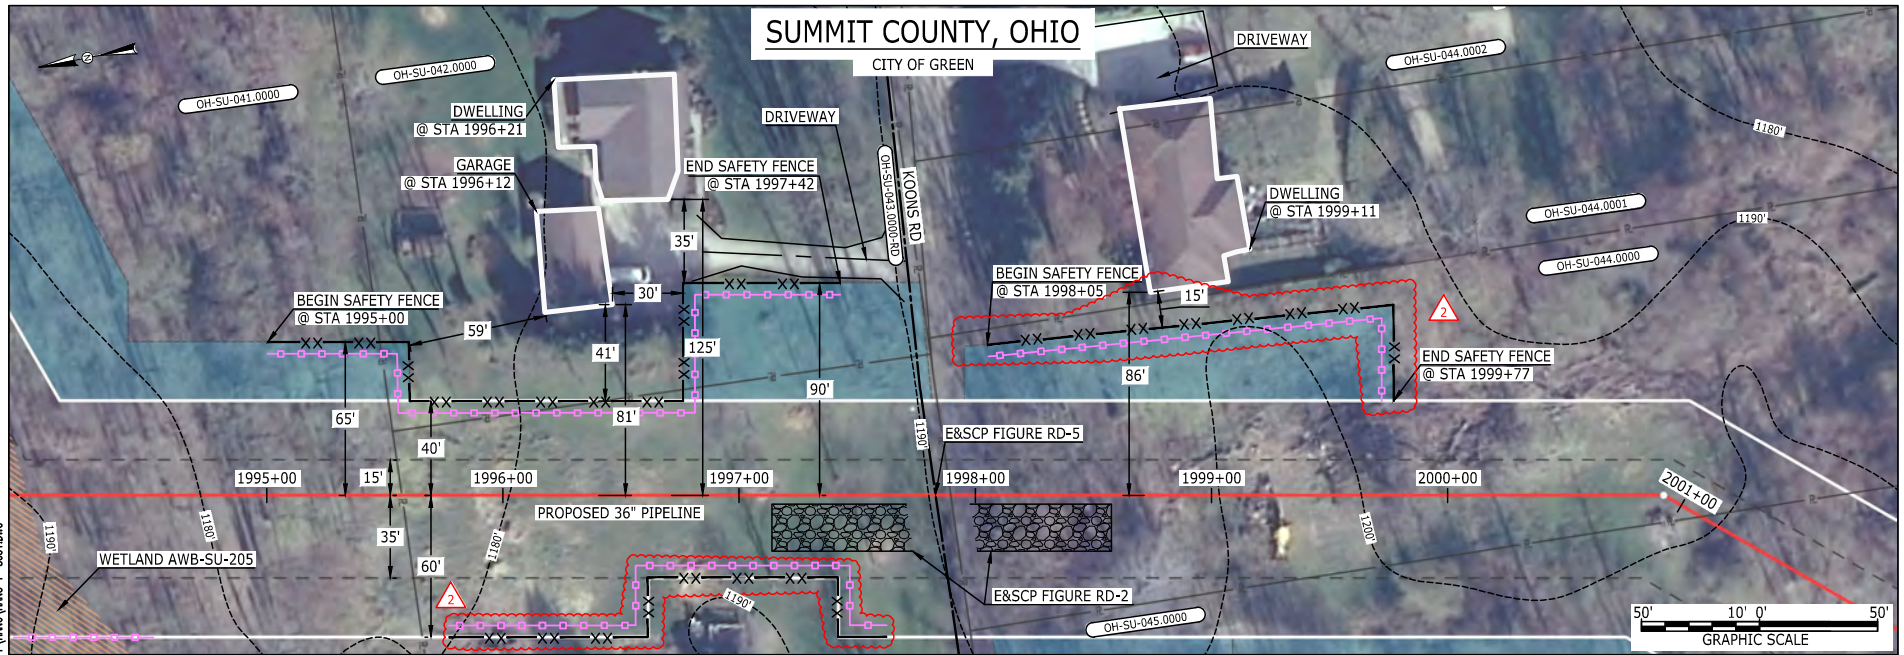 SUMMIT COUNTY, OHIO
CITY OF GREEN
N
OH-SU-041.0000
OH-SU-042.0000
DWELLING
@ STA 1996+21
GARAGE
@ STA 1996+12
DRIVEWAY
END SAFETY FENCE
@ STA 1997+42
OH-SU-043.0000-RD
KOONS RD
DRIVEWAY
OH-SU-044.0002
1180'
DWELLING
@ STA 1999+11
OH-SU-044.0001
1190'
OH-SU-044.0000
BEGIN SAFETY FENCE
@ STA 1995+00
59'
30'
35'
41'
125'
81'
90'
65'
40'
15'
35'
60'
BEGIN SAFETY FENCE
@ STA 1998+05
15'
86'
2
END SAFETY FENCE
@ STA 1999+77
1190'
E&SCP FIGURE RD-5
1995+00
1996+00
1997+00
1998+00
1999+00
2000+00
2001+00
PROPOSED 36" PIPELINE
1190'
1180'
1180'
1200'
WETLAND AWB-SU-205
2
1190'
E&SCP FIGURE RD-2
OH-SU-045.0000
50' 10' 0' 50'
GRAPHIC SCALE